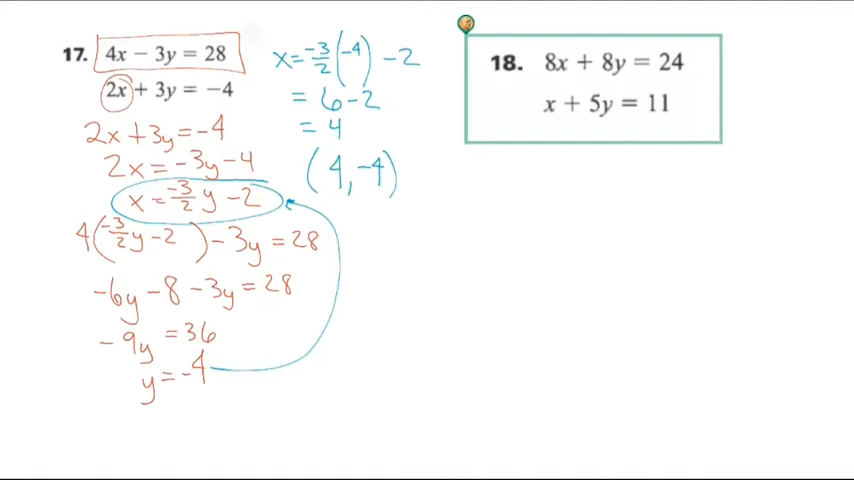 17. 4x − 3y = 28
2x + 3y = −4
2x + 3y = -4
2x = -3y - 4
x = -3/2 y - 2
4(-3/2 y - 2) - 3y = 28
-6y - 8 - 3y = 28
-9y = 36
y = -4
x = -3/2 (-4) - 2
= 6 - 2
= 4
(4, -4)
18. 8x + 8y = 24
x + 5y = 11